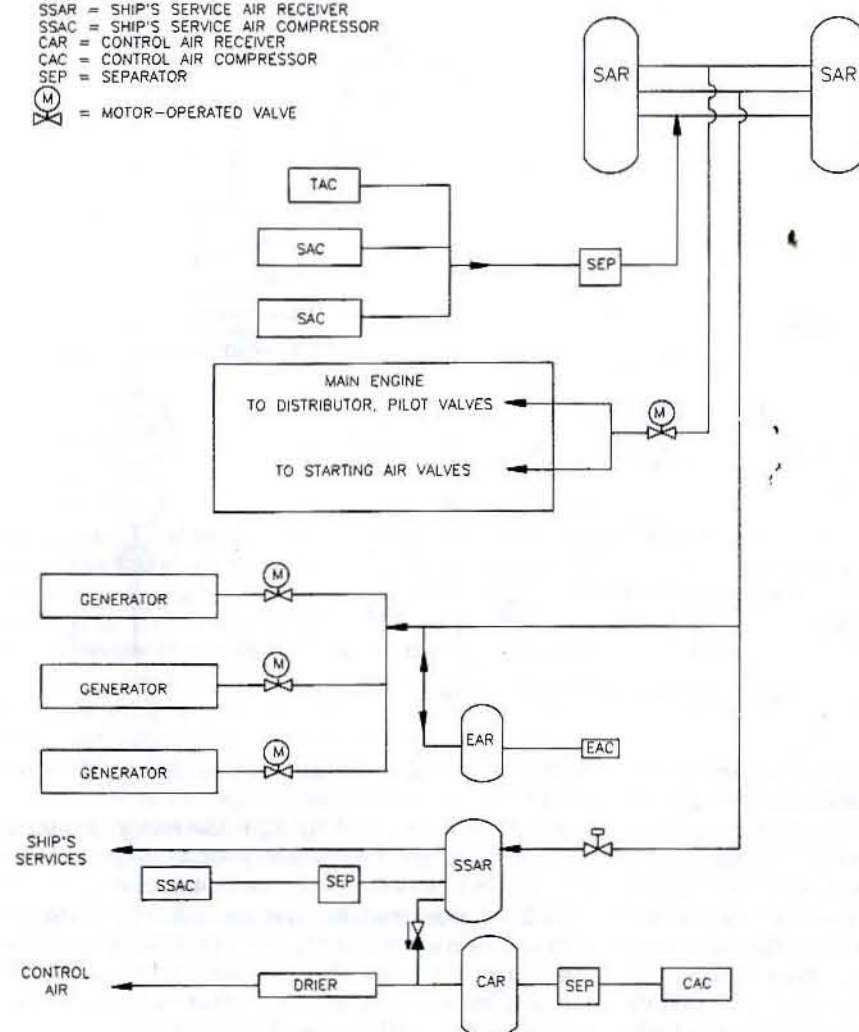 SSAR = SHIP'S SERVICE AIR RECEIVER
SSAC = SHIP'S SERVICE AIR COMPRESSOR
CAR = CONTROL AIR RECEIVER
CAC = CONTROL AIR COMPRESSOR
SEP = SEPARATOR
M = MOTOR-OPERATED VALVE
SAR
SAR
TAC
SAC
SEP
SAC
MAIN ENGINE
TO DISTRIBUTOR, PILOT VALVES
M
TO STARTING AIR VALVES
M
GENERATOR
M
GENERATOR
EAR
EAC
M
GENERATOR
SHIP'S
SERVICES
SSAR
SSAC
SEP
CONTROL
AIR
DRIER
CAR
SEP
CAC